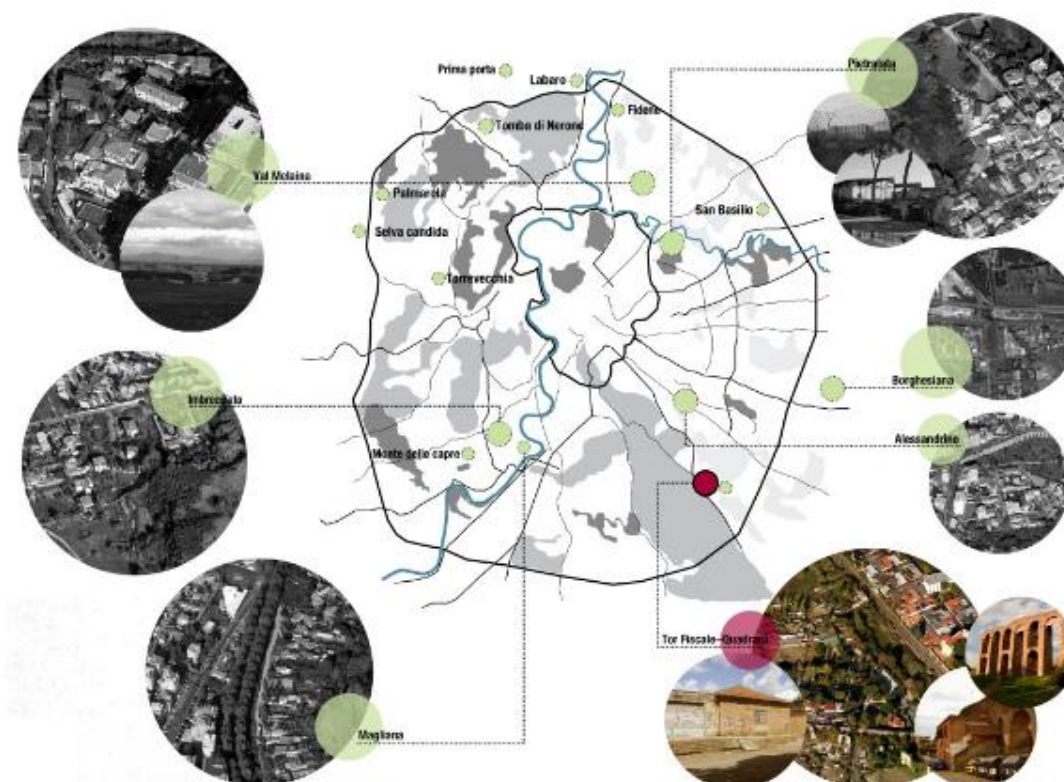 Prima porta
Labaro
Pietralata
Fidene
Tomba di Nerone
Val Melaina
Palmarola
San Basilio
Selva candida
Torrevecchia
Borghesiana
Imbrecciato
Alessandrino
Monte delle capre
Tor Fiscale-Quadraro
Magliana